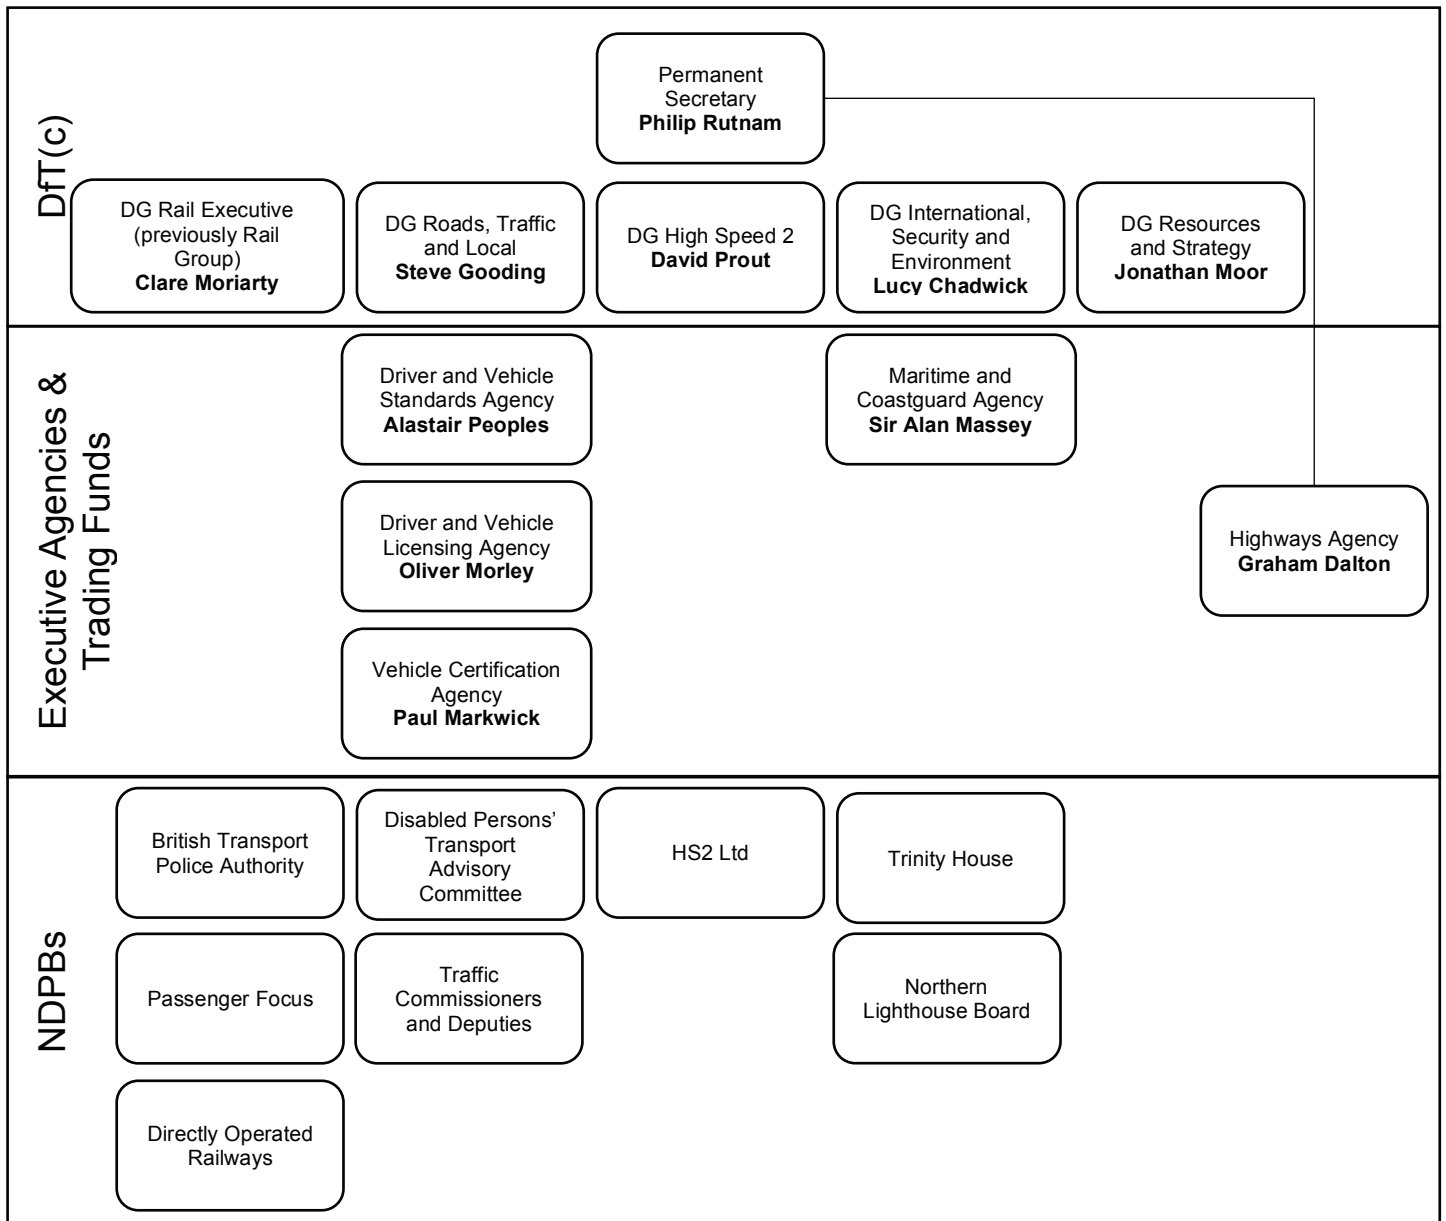 DfT(c)
Permanent
Secretary
Philip Rutnam
DG Rail Executive
(previously Rail
Group)
Clare Moriarty
DG Roads, Traffic
and Local
Steve Gooding
DG High Speed 2
David Prout
DG International,
Security and
Environment
Lucy Chadwick
DG Resources
and Strategy
Jonathan Moor
Executive Agencies &
Trading Funds
Driver and Vehicle
Standards Agency
Alastair Peoples
Maritime and
Coastguard Agency
Sir Alan Massey
Driver and Vehicle
Licensing Agency
Oliver Morley
Highways Agency
Graham Dalton
Vehicle Certification
Agency
Paul Markwick
NDPBs
British Transport
Police Authority
Disabled Persons’
Transport
Advisory
Committee
HS2 Ltd
Trinity House
Passenger Focus
Traffic
Commissioners
and Deputies
Northern
Lighthouse Board
Directly Operated
Railways